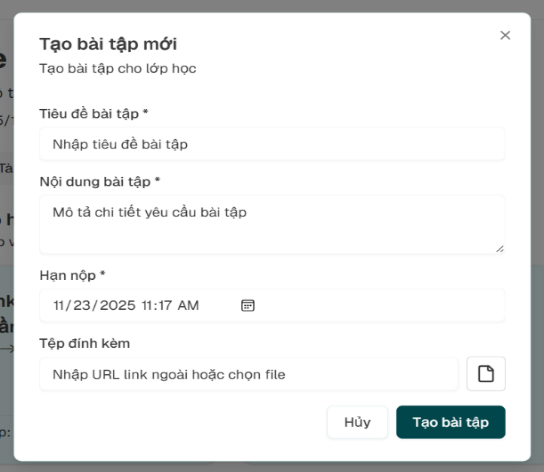 Tạo bài tập mới
Tạo bài tập cho lớp học
Tiêu đề bài tập *
Nhập tiêu đề bài tập
Nội dung bài tập *
Mô tả chi tiết yêu cầu bài tập
Hạn nộp *
11/23/2025 11:17 AM
Tệp đính kèm
Nhập URL link ngoài hoặc chọn file
Hủy
Tạo bài tập